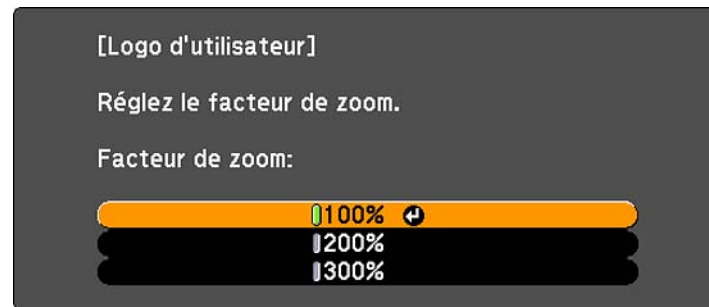 [Logo d'utilisateur]
Réglez le facteur de zoom.
Facteur de zoom:
100%
200%
300%